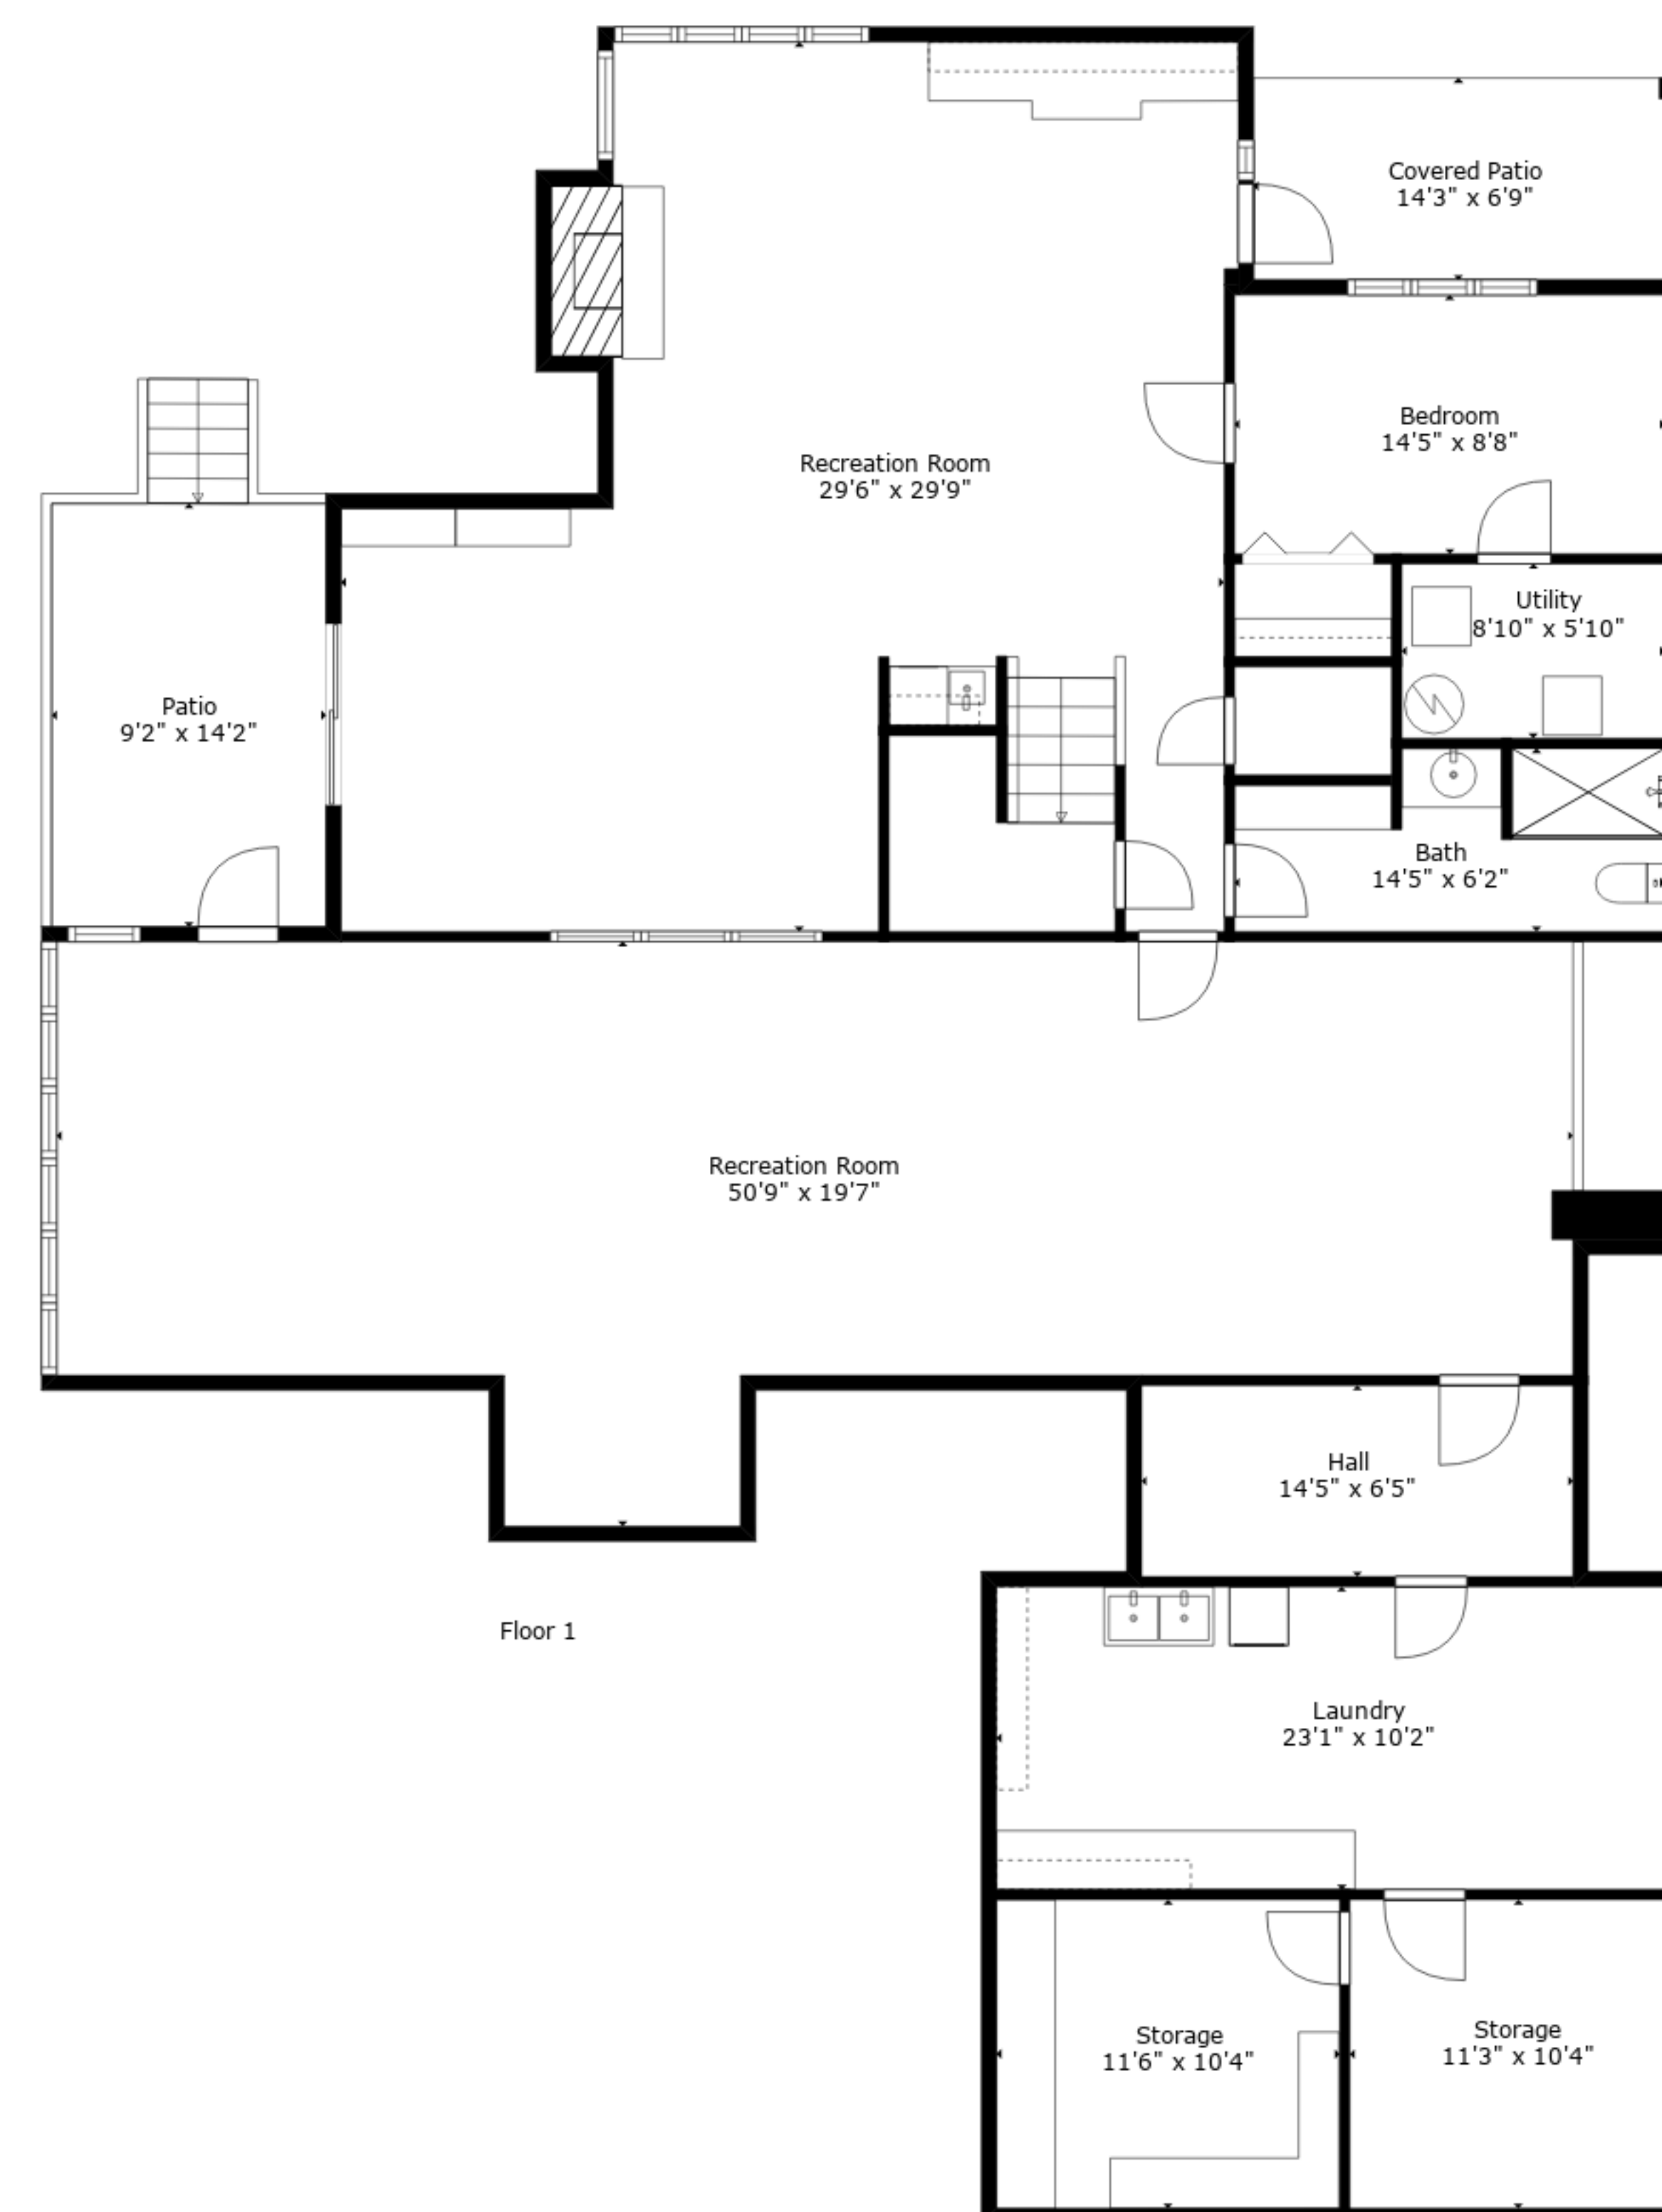 Covered Patio
14'3" x 6'9"
Bedroom
14'5" x 8'8"
Recreation Room
29'6" x 29'9"
Utility
8'10" x 5'10"
Patio
9'2" x 14'2"
Bath
14'5" x 6'2"
Recreation Room
50'9" x 19'7"
Hall
14'5" x 6'5"
Floor 1
Laundry
23'1" x 10'2"
Storage
11'6" x 10'4"
Storage
11'3" x 10'4"